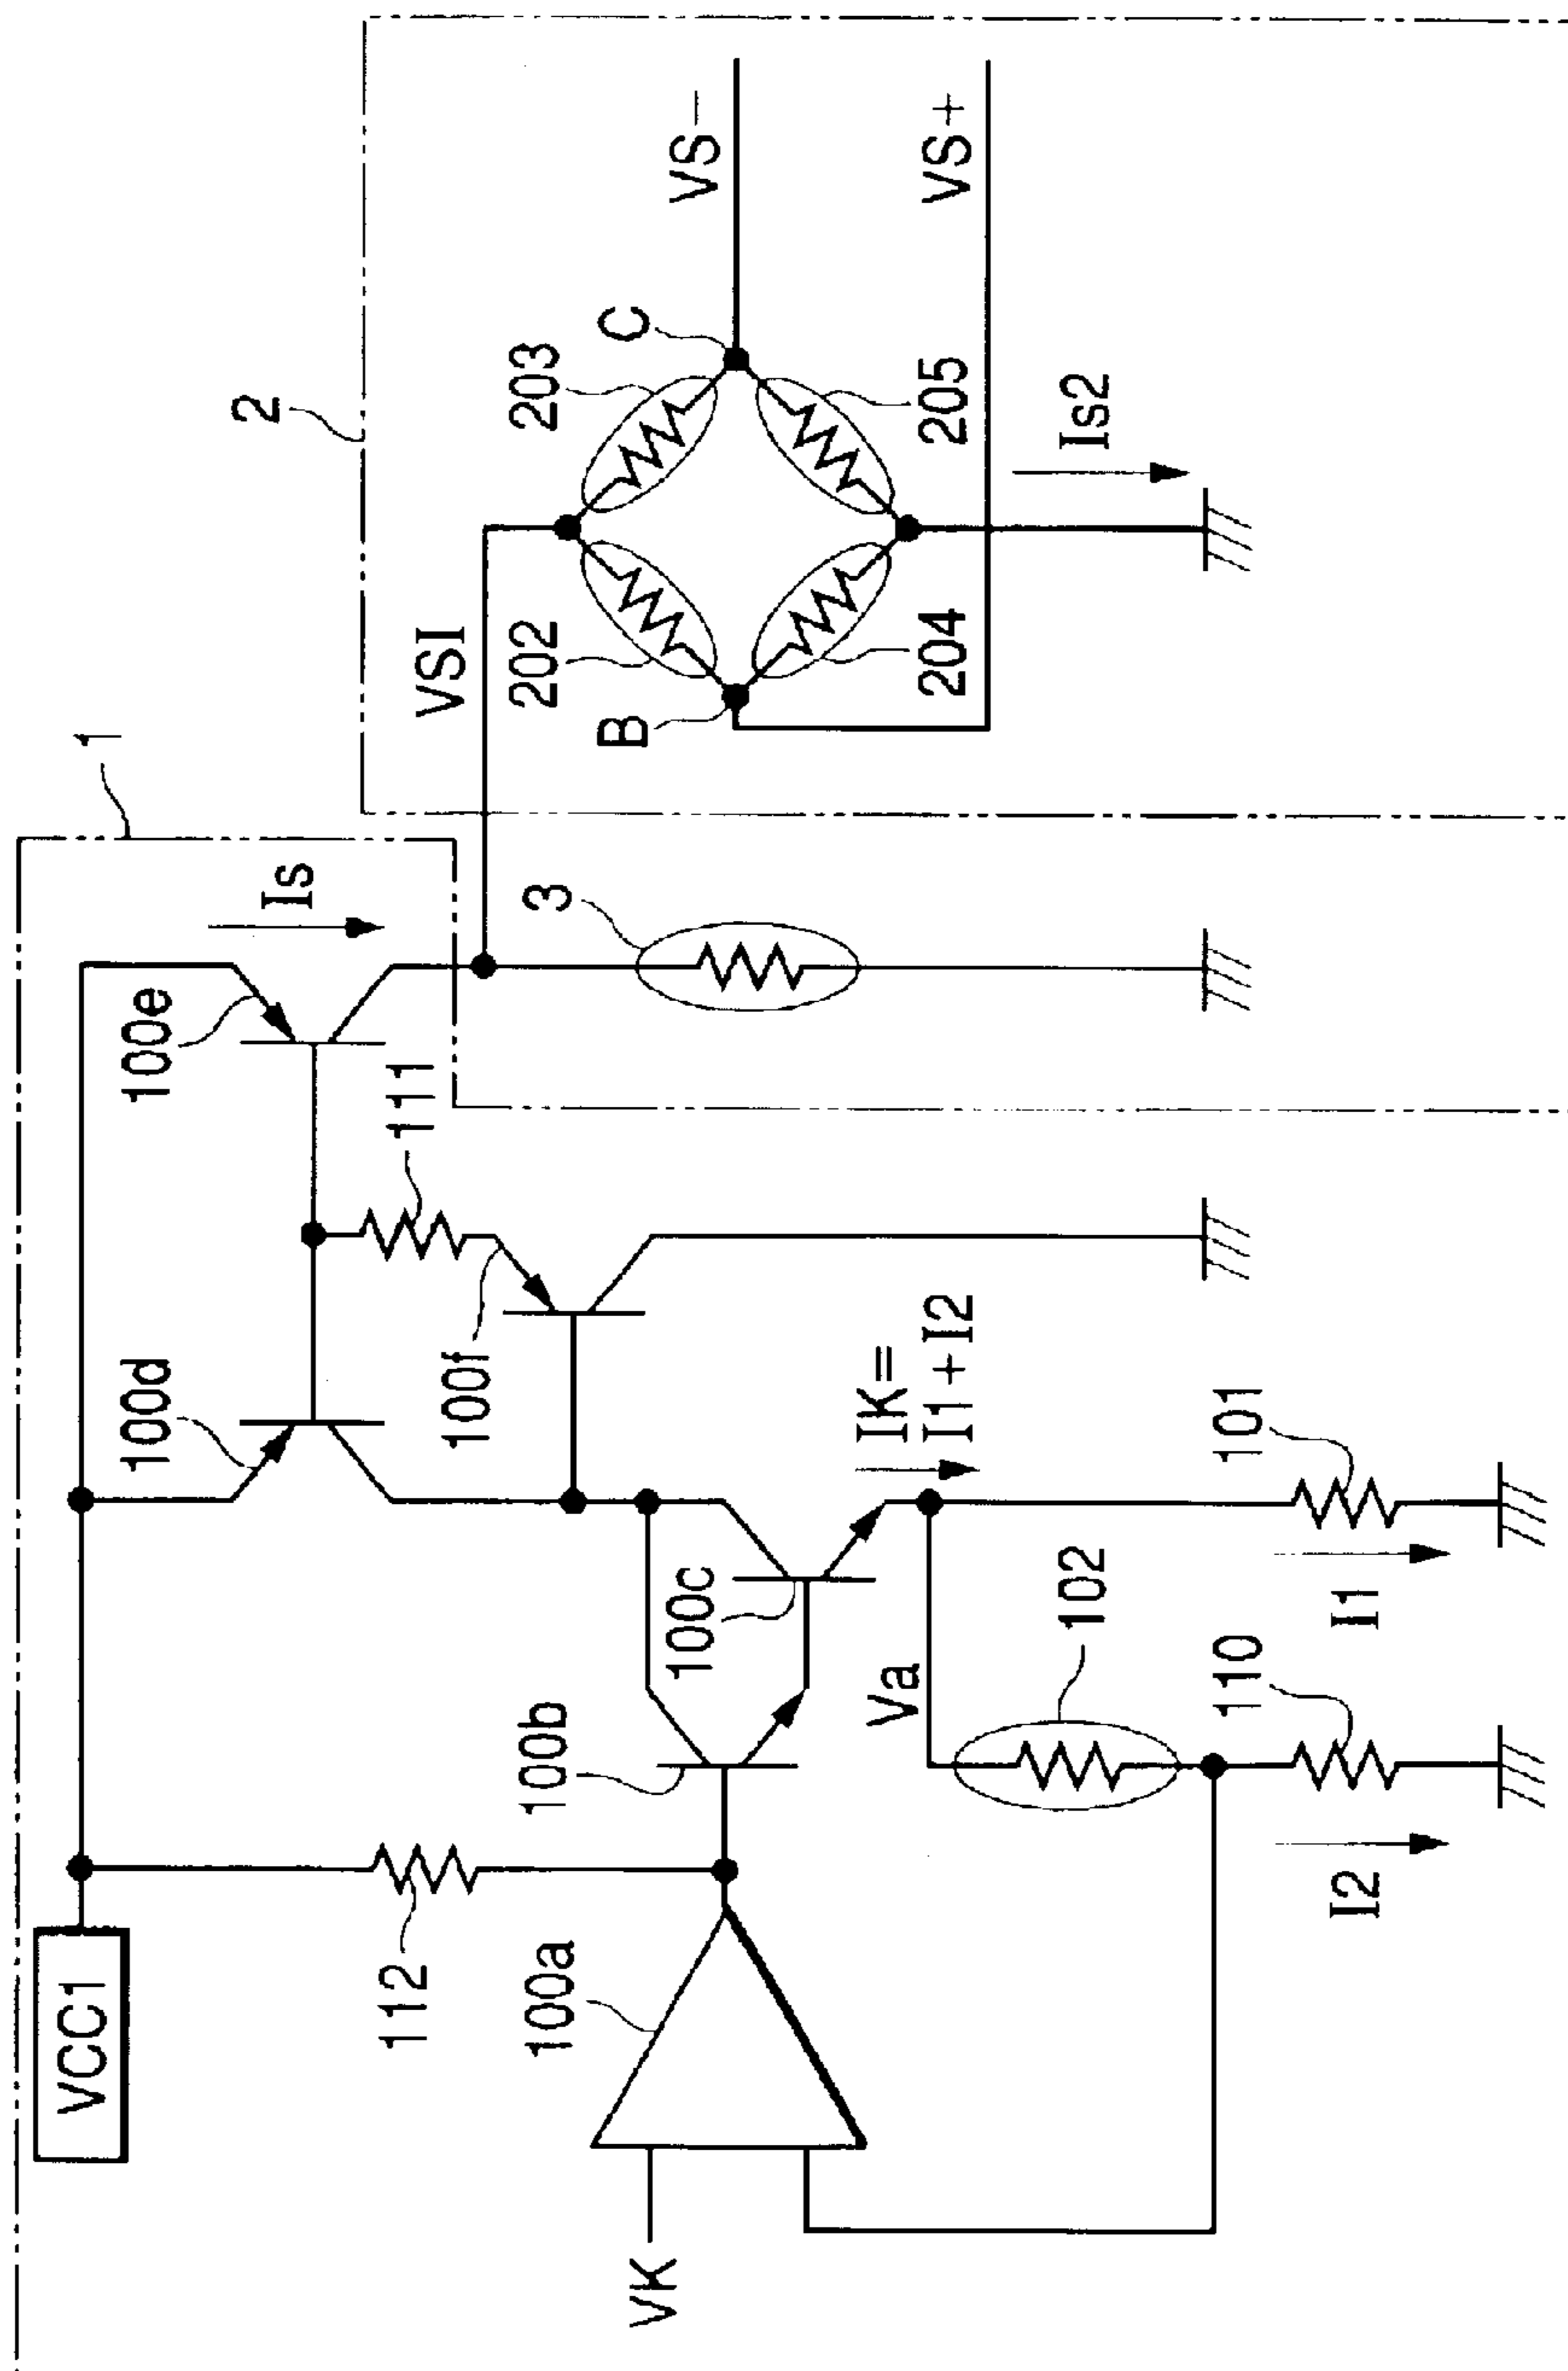 1
2
VCC1
100d
100e
Is
111
VSI
202
203
VS−
B
C
204
205
VS+
Is2
3
112
100f
100a
100b
100c
VK
Va
IK=
I1+I2
102
110
101
I2
I1